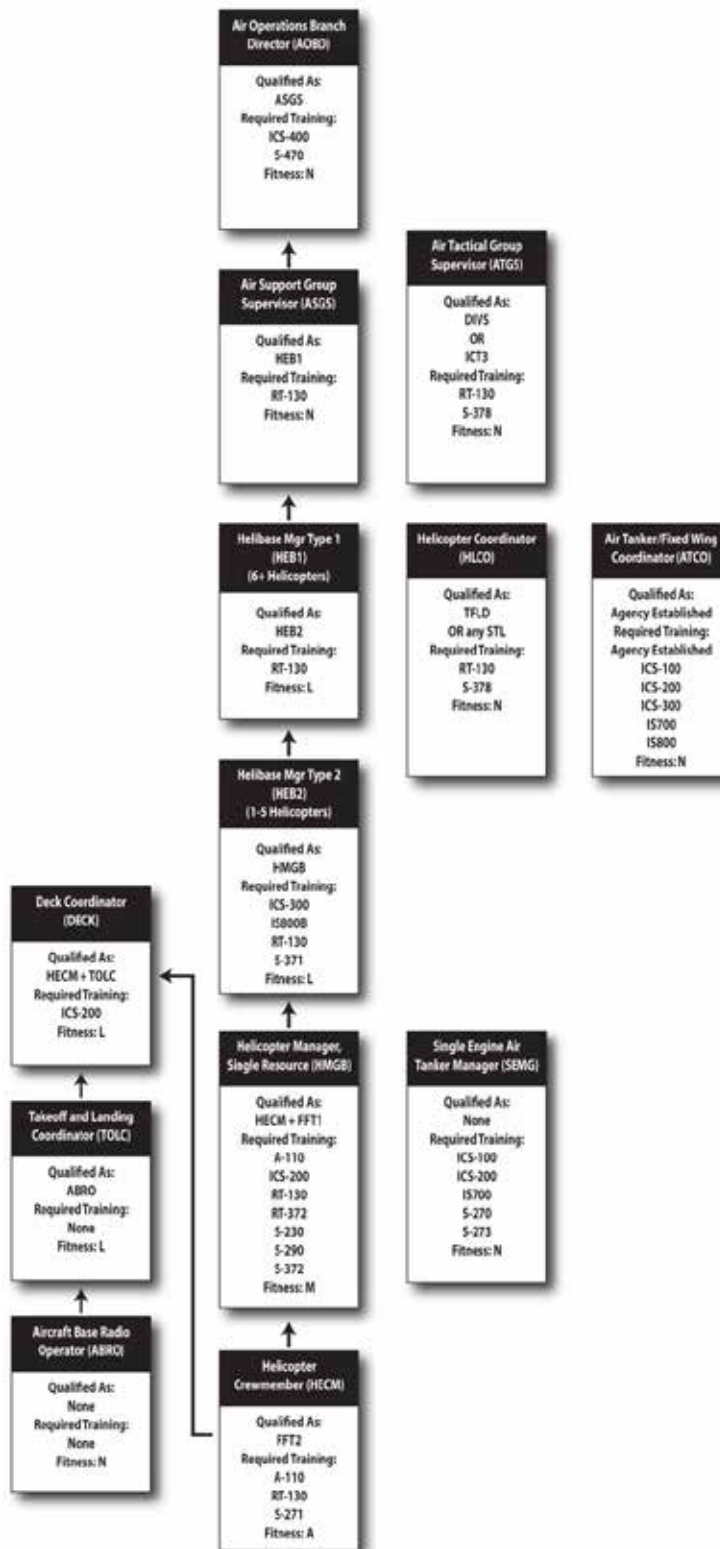 Air Operations Branch
Director (AOBD)
Qualified As:
ASGS
Required Training:
ICS-400
S-470
Fitness: N
Air Support Group
Supervisor (ASGS)
Qualified As:
HEB1
Required Training:
RT-130
Fitness: N
Air Tactical Group
Supervisor (ATGS)
Qualified As:
DIVS
OR
ICT3
Required Training:
RT-130
S-378
Fitness: N
Helibase Mgr Type 1
(HEB1)
(6+ Helicopters)
Qualified As:
HEB2
Required Training:
RT-130
Fitness: L
Helicopter Coordinator
(HLCO)
Qualified As:
TFLD
OR any STL
Required Training:
RT-130
S-378
Fitness: N
Air Tanker/Fixed Wing
Coordinator (ATCO)
Qualified As:
Agency Established
Required Training:
Agency Established
ICS-100
ICS-200
ICS-300
IS700
IS800
Fitness: N
Helibase Mgr Type 2
(HEB2)
(1-5 Helicopters)
Qualified As:
HMGB
Required Training:
ICS-300
IS800B
RT-130
S-371
Fitness: L
Deck Coordinator
(DECK)
Qualified As:
HECM + TOLC
Required Training:
ICS-200
Fitness: L
Helicopter Manager,
Single Resource (HMGB)
Qualified As:
HECM + FFT1
Required Training:
A-110
ICS-200
RT-130
RT-372
S-230
S-290
S-372
Fitness: M
Single Engine Air
Tanker Manager (SEMG)
Qualified As:
None
Required Training:
ICS-100
ICS-200
IS700
S-270
S-273
Fitness: N
Takeoff and Landing
Coordinator (TOLC)
Qualified As:
ABRO
Required Training:
None
Fitness: L
Aircraft Base Radio
Operator (ABRO)
Qualified As:
None
Required Training:
None
Fitness: N
Helicopter
Crewmember (HECM)
Qualified As:
FFT2
Required Training:
A-110
RT-130
S-271
Fitness: A